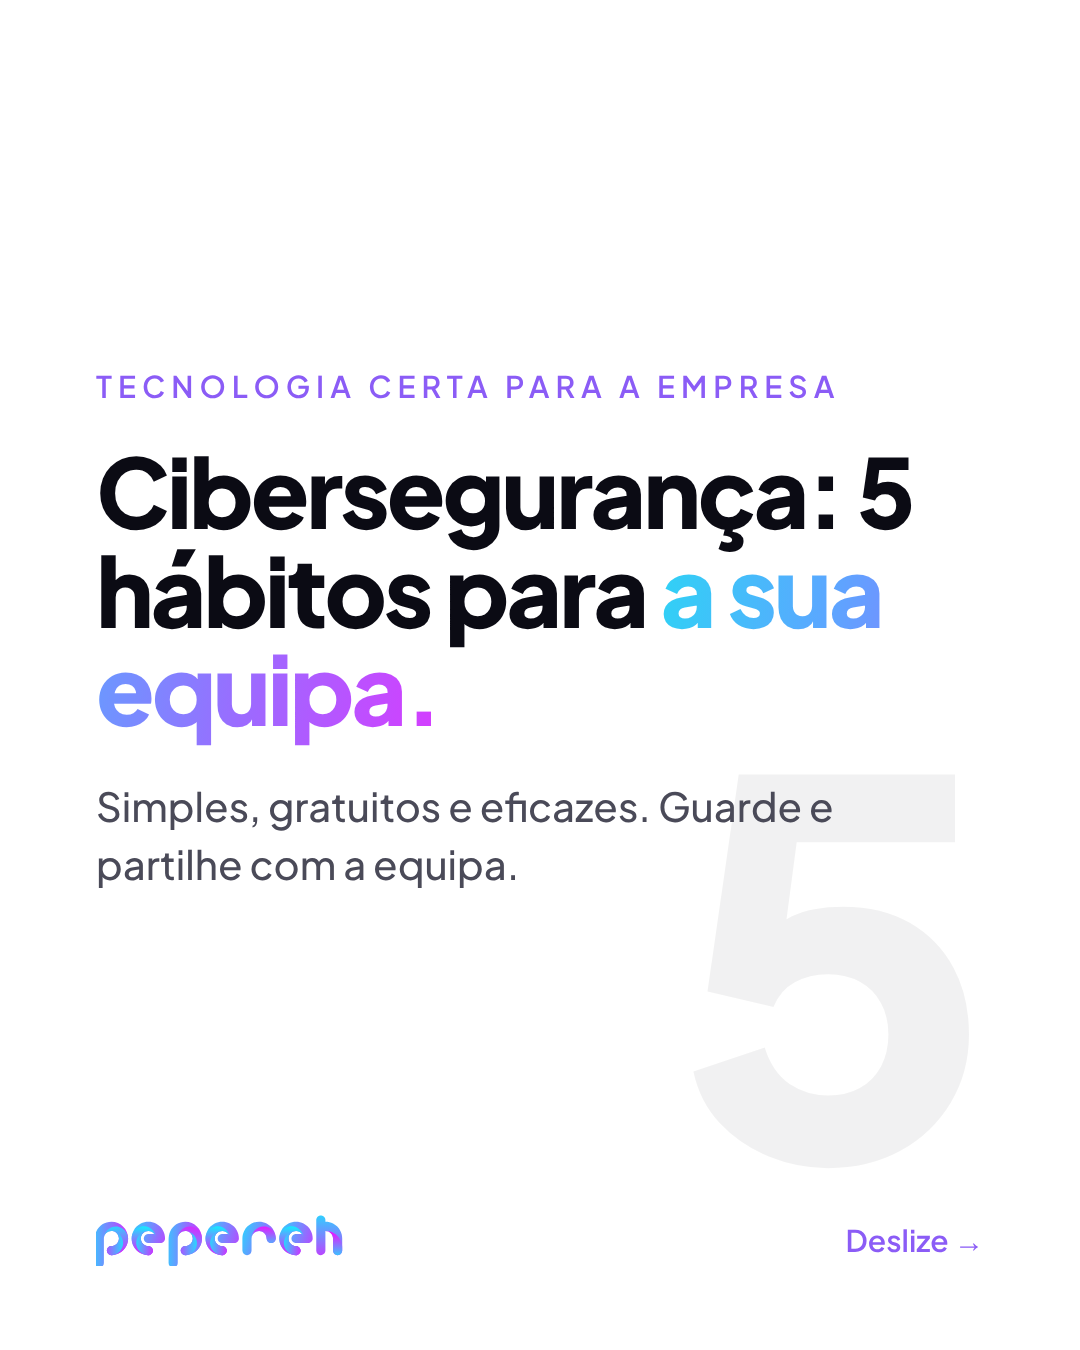 TECNOLOGIA CERTA PARA A EMPRESA
Cibersegurança: 5
hábitos para a sua
equipa.
Simples, gratuitos e eficazes. Guarde e
partilhe com a equipa.
5
pepereh
Deslize →